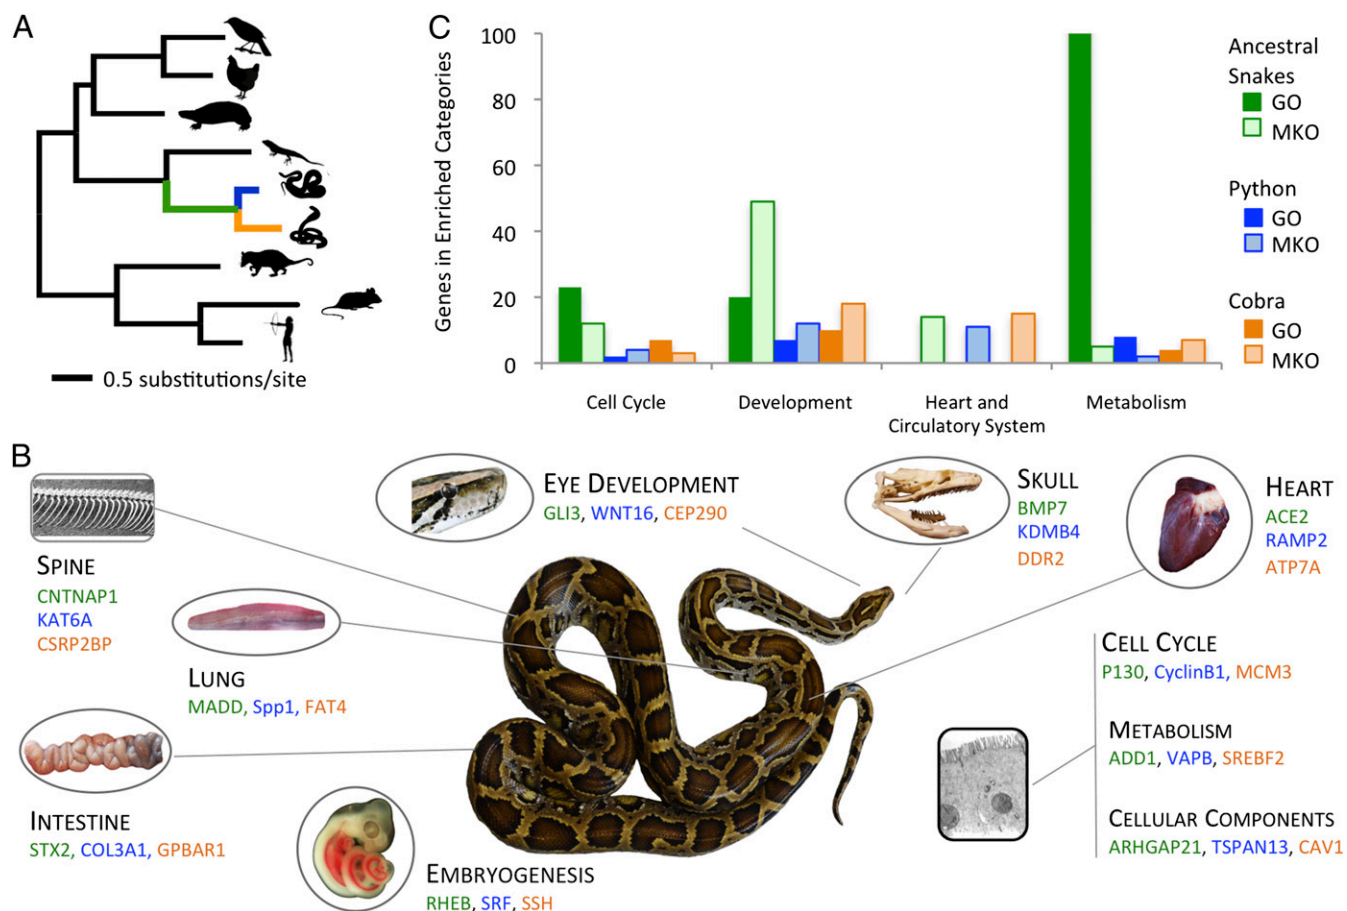 A
0.5 substitutions/site
C
Genes in Enriched Categories
100
80
60
40
20
0
Cell Cycle
Development
Heart and
Circulatory System
Metabolism
Ancestral
Snakes
GO
MKO
Python
GO
MKO
Cobra
GO
MKO
B
SPINE
CNTNAP1
KAT6A
CSRP2BP
LUNG
MADD, Spp1, FAT4
INTESTINE
STX2, COL3A1, GPBAR1
EMBRYOGENESIS
RHEB, SRF, SSH
EYE DEVELOPMENT
GLI3, WNT16, CEP290
SKULL
BMP7
KDMB4
DDR2
HEART
ACE2
RAMP2
ATP7A
CELL CYCLE
P130, CyclinB1, MCM3
METABOLISM
ADD1, VAPB, SREBF2
CELLULAR COMPONENTS
ARHGAP21, TSPAN13, CAV1